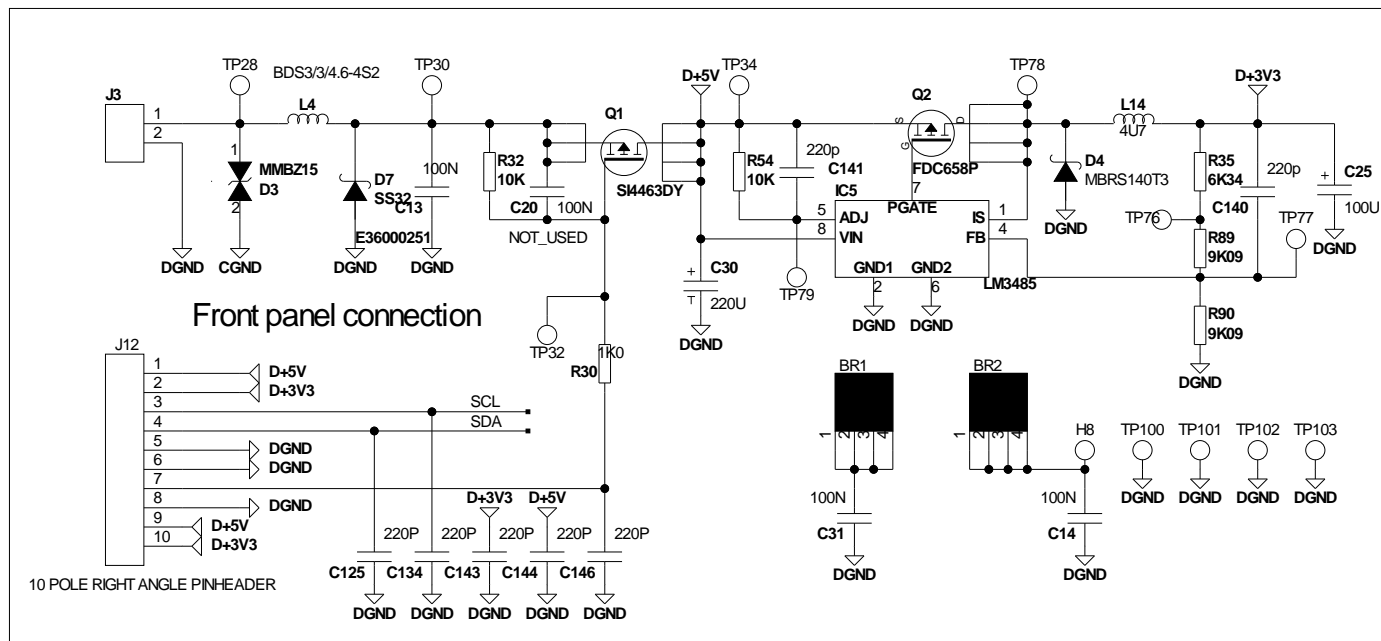 TP28
BDS3/3/4.6-4S2
TP30
TP34
D+5V
TP78
D+3V3
J3
L4
Q1
Q2
L14
4U7
1
2
S
D
G
1
MMBZ15
D3
2
D7
SS32
100N
C13
E36000251
R32
10K
C20
100N
NOT_USED
SI4463DY
R54
10K
220p
C141
FDC658P
7
IC5
PGATE
5
ADJ
IS
1
8
VIN
FB
4
GND1
GND2
2
6
LM3485
D4
MBRS140T3
DGND
R35
6K34
220p
C140
TP76
R89
9K09
TP77
C25
+
100U
DGND
DGND
CGND
DGND
DGND
C30
+
220U
DGND
TP79
DGND
DGND
R90
9K09
DGND
Front panel connection
TP32
1K0
R30
J12
1
D+5V
2
D+3V3
3
SCL
4
SDA
5
DGND
6
DGND
7
8
DGND
9
D+5V
10
D+3V3
10 POLE RIGHT ANGLE PINHEADER
D+3V3
D+5V
220P
220P
220P
220P
220P
C125
C134
C143
C144
C146
DGND
DGND
DGND
DGND
DGND
BR1
1
2
3
4
100N
C31
DGND
BR2
1
2
3
4
H8
100N
C14
DGND
TP100
TP101
TP102
TP103
DGND
DGND
DGND
DGND